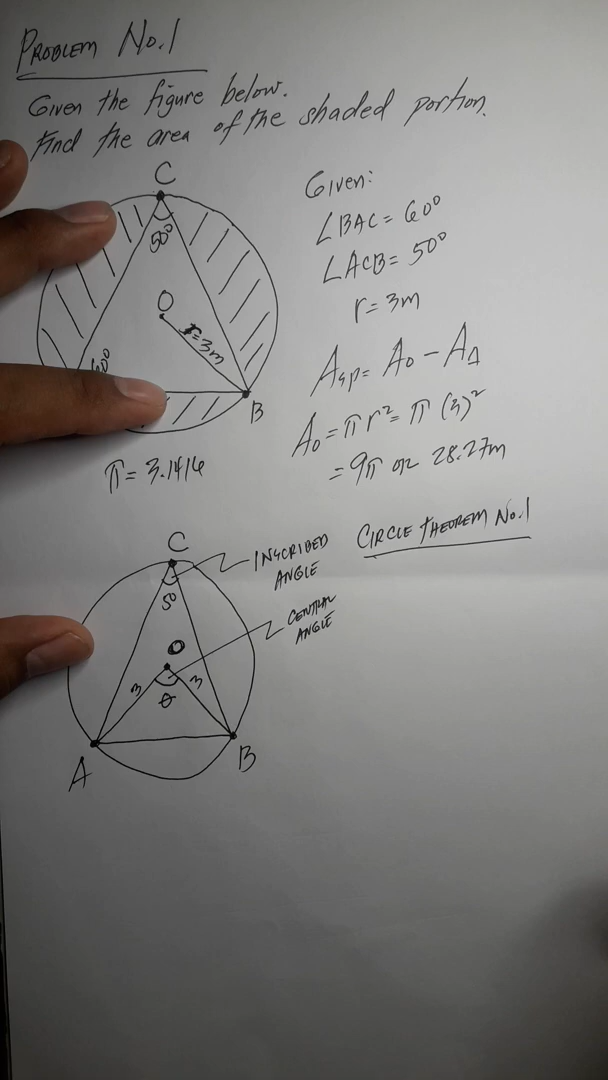 PROBLEM No.1
Given the figure below.
Find the area of the shaded portion.
C
50°
O
r=3m
60°
B
π = 3.1416
Given:
∠BAC = 60°
∠ACB = 50°
r = 3m
Asp = Ao - A△
Ao = πr² = π (3)²
= 9π or 28.27m
CIRCLE THEOREM No.1
C
INSCRIBED
ANGLE
50
CENTRAL
ANGLE
O
3
3
θ
A
B